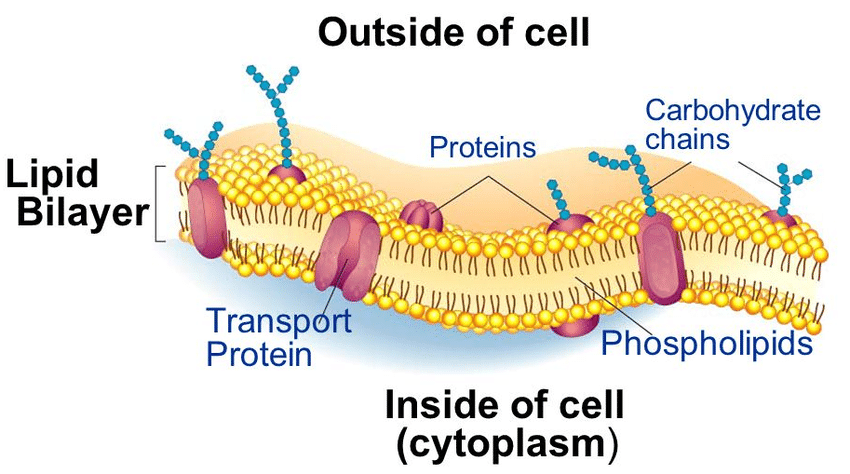 Outside of cell
Carbohydrate
chains
Proteins
Lipid
Bilayer
Transport
Protein
Phospholipids
Inside of cell
(cytoplasm)